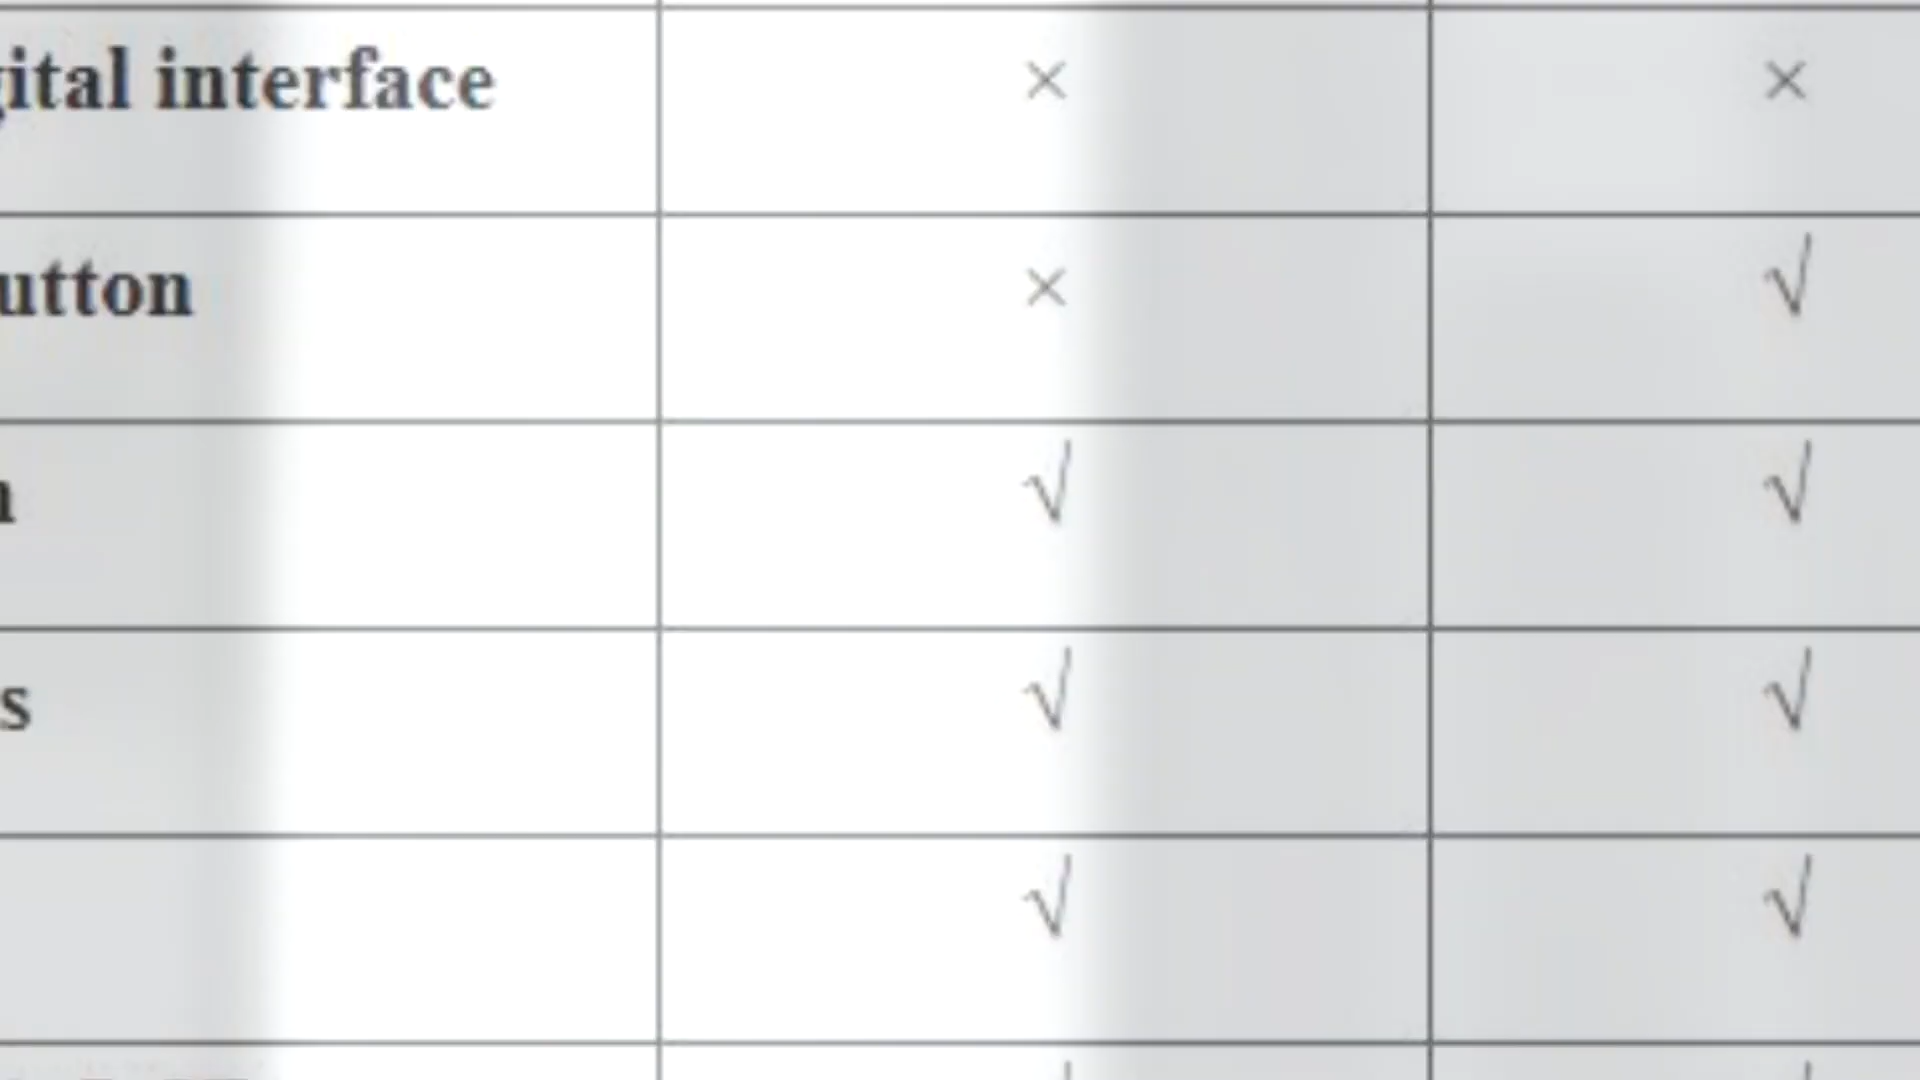 gital interface × ×
utton × √
n √ √
s √ √
√ √